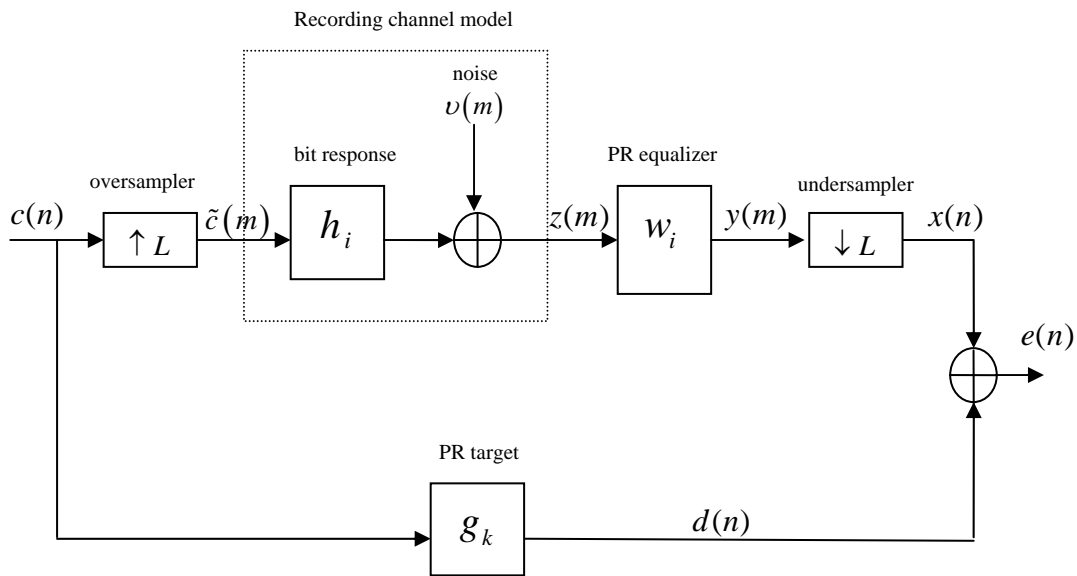 Recording channel model
noise
υ(m)
bit response
PR equalizer
oversampler
undersampler
c(n)
↑ L
c̃(m)
h_i
z(m)
w_i
y(m)
↓ L
x(n)
e(n)
PR target
g_k
d(n)